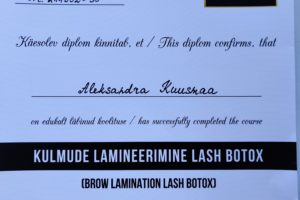 Käesolev diplom kinnitab, et / This diplom confirms, that
Aleksandra Kuusmaa
on edukalt läbinud koolituse / has successfully completed the course
KULMUDE LAMINEERIMINE LASH BOTOX
(BROW LAMINATION LASH BOTOX)